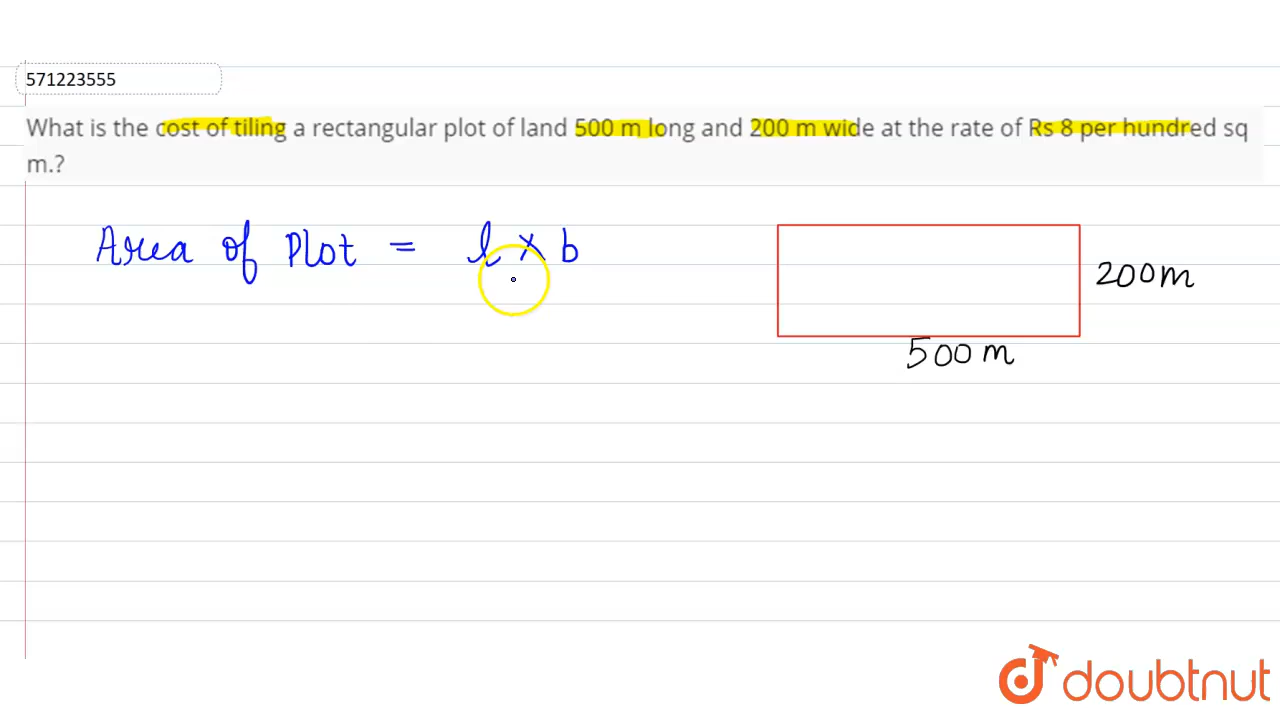 571223555
What is the cost of tiling a rectangular plot of land 500 m long and 200 m wide at the rate of Rs 8 per hundred sq
m.?
Area of Plot = l × b
200 m
500 m
doubtnut